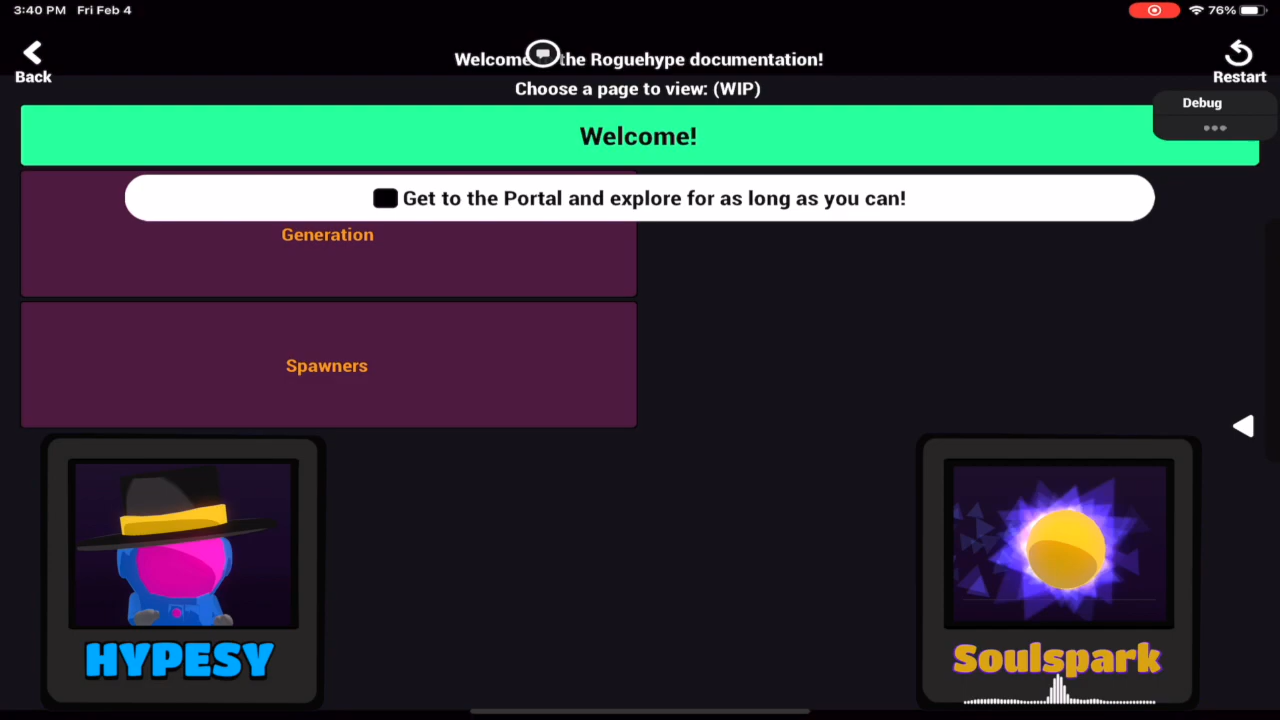 3:40 PM Fri Feb 4
76%
Back
Welcome the Roguehype documentation!
Restart
Choose a page to view: (WIP)
Debug
Welcome!
Get to the Portal and explore for as long as you can!
Generation
Spawners
HYPESY
Soulspark